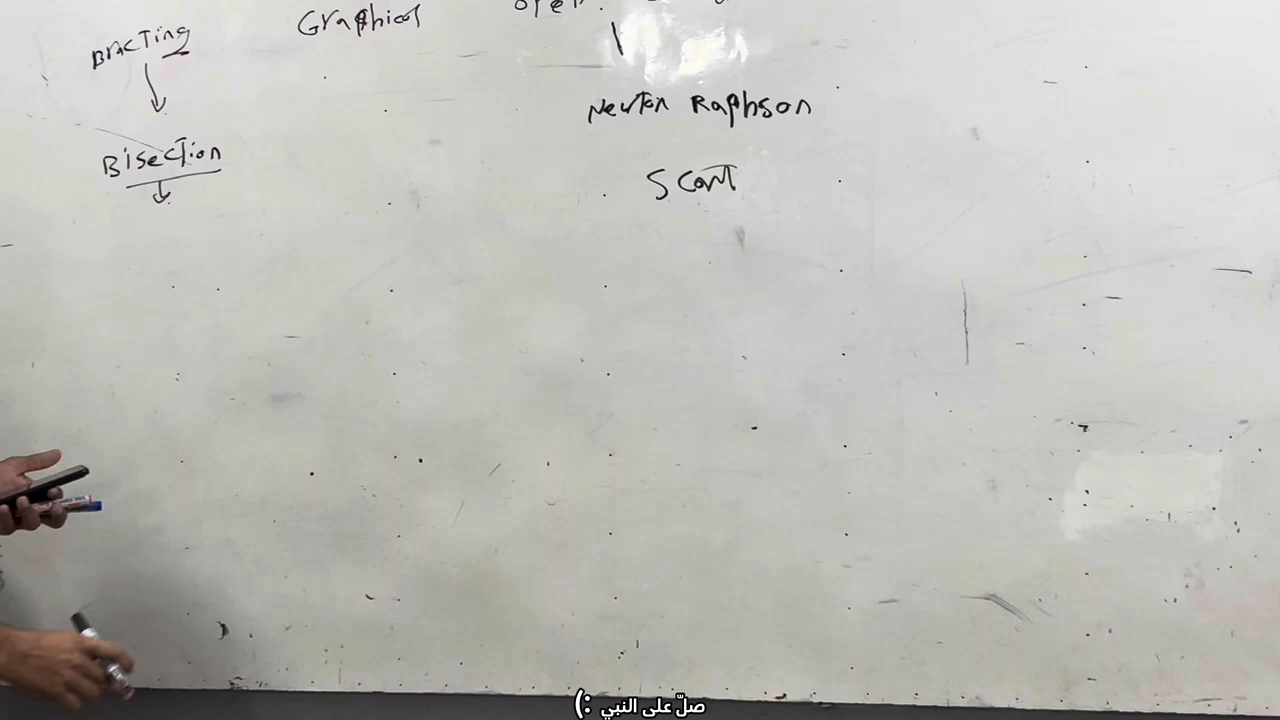 Graphical
Bracting
Newton Raphson
Bisection
Scant
صلّ على النبي :)